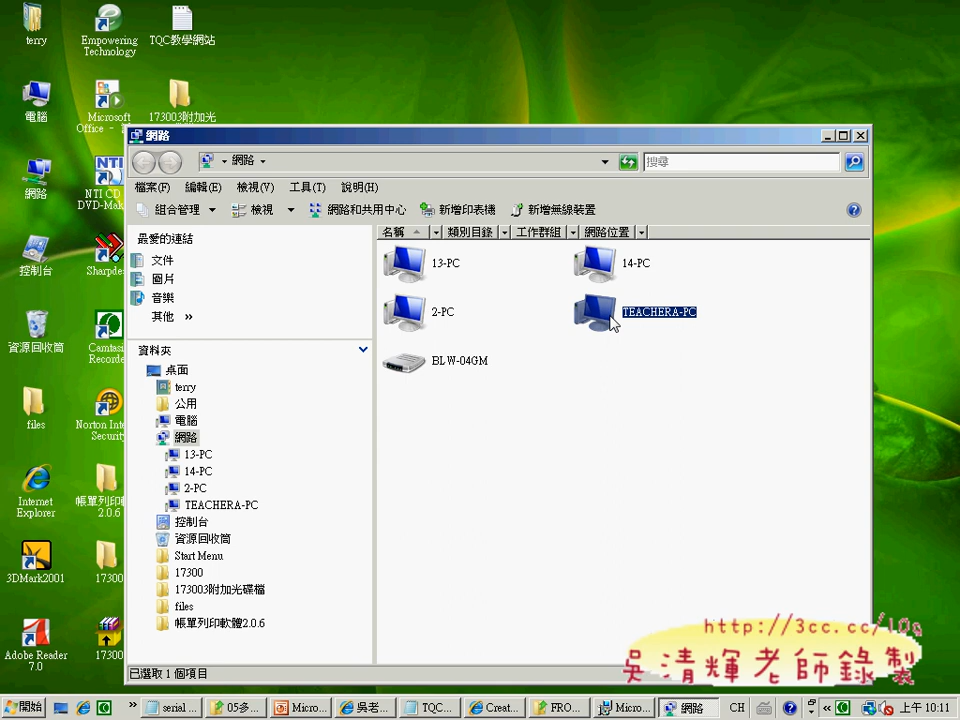 terry
Empowering
Technology
TQC教學網站
電腦
Microsoft
Office -
173003附加光
網路
NTI CD
DVD-Mak
控制台
Sharpdes
資源回收筒
Camtasi
Recorde
files
Norton Inte
Security
Internet
Explorer
帳單列印軟
2.0.6
3DMark2001
17300
Adobe Reader
7.0
17300
網路
網路
搜尋
檔案(F) 編輯(E) 檢視(V) 工具(T) 說明(H)
組合管理 檢視 網路和共用中心 新增印表機 新增無線裝置
最愛的連結
文件
圖片
音樂
其他 »
資料夾
桌面
terry
公用
電腦
網路
13-PC
14-PC
2-PC
TEACHERA-PC
控制台
資源回收筒
Start Menu
17300
173003附加光碟檔
files
帳單列印軟體2.0.6
名稱 類別目錄 工作群組 網路位置
13-PC 14-PC
2-PC TEACHERA-PC
BLW-04GM
已選取 1 個項目
http://3cc.cc/10a
吳清輝老師錄製
開始 » serial ... 05多... Micro... 吳老... TQC... Creat... FRO... Micro... 網路 CH « 上午 10:11